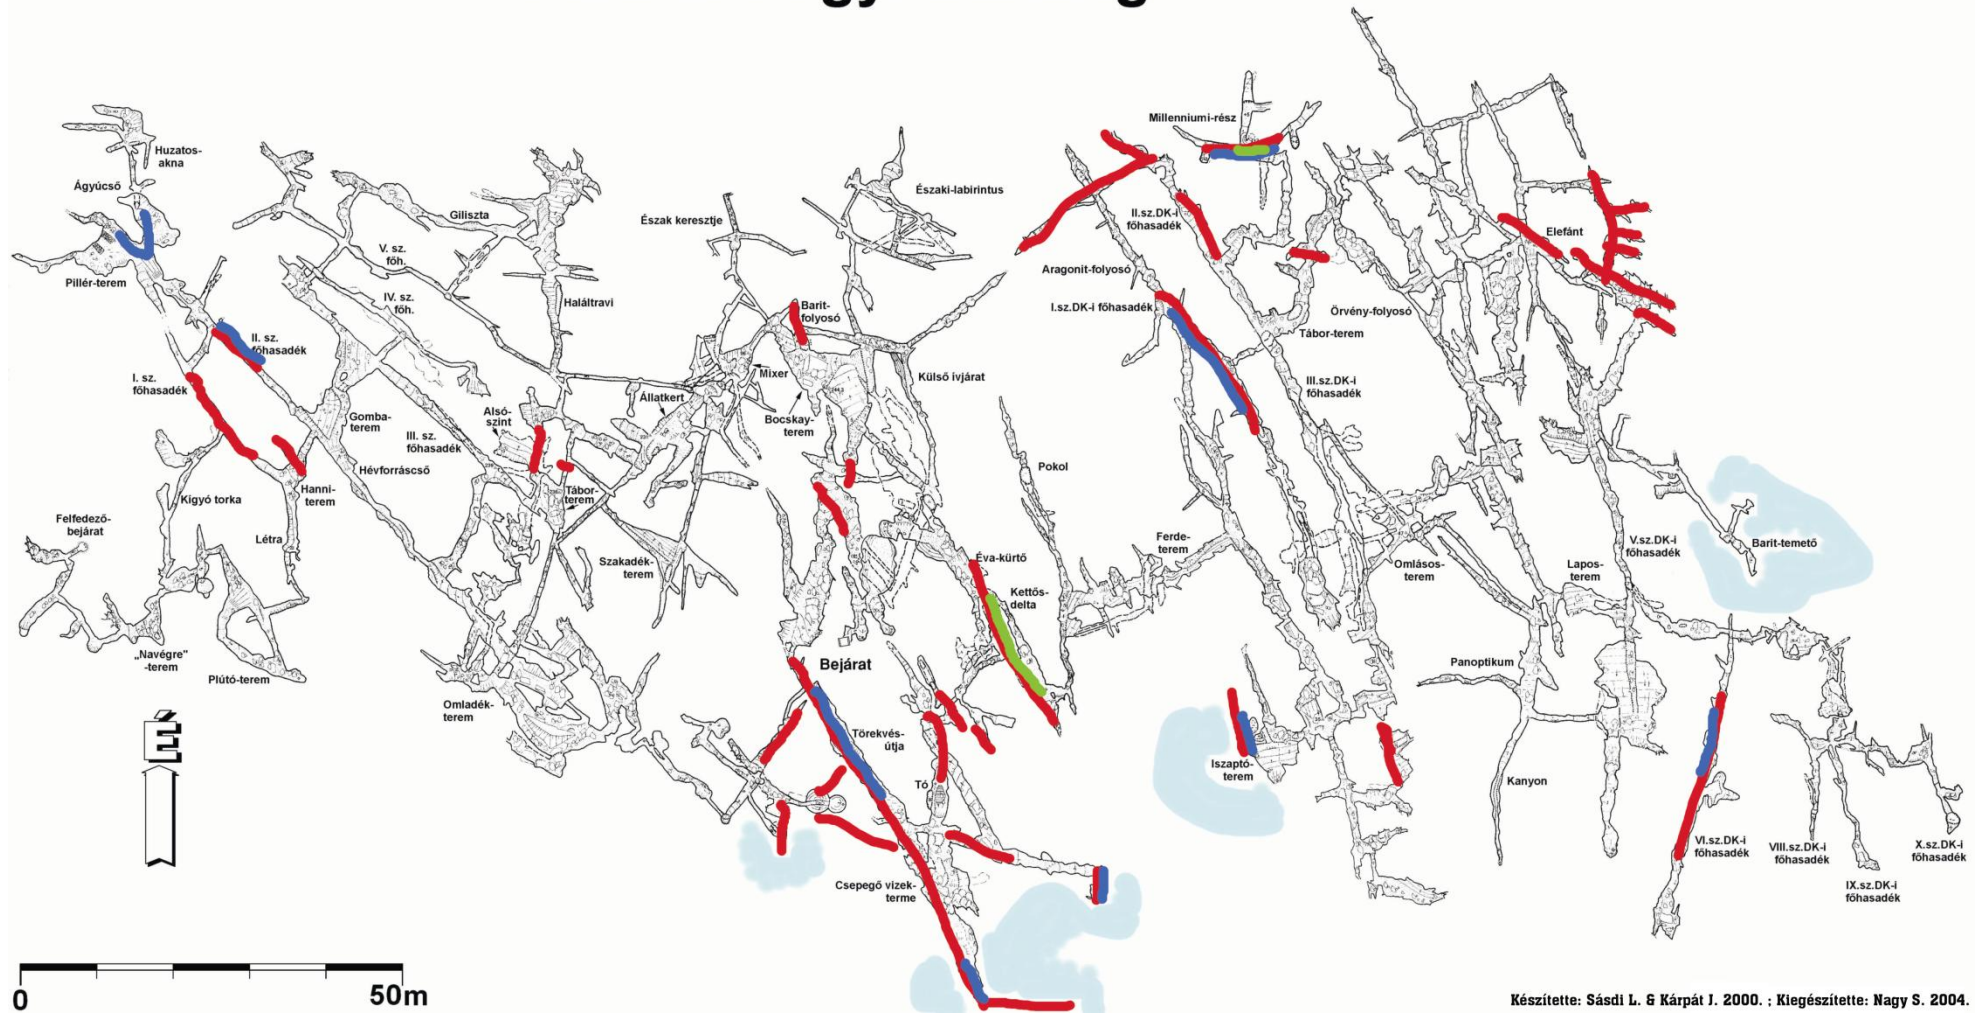 Millenniumi-rész
Huzatos-
akna
Ágyúcső
Északi-labirintus
Giliszta
Észak keresztje
II.sz.DK-i
főhasadék
Elefánt
V. sz.
föh.
Aragonit-folyosó
Pillér-terem
IV. sz.
föh.
Haláltravi
Barit-
folyosó
I.sz.DK-i főhasadék
Örvény-folyosó
Tábor-terem
II. sz.
főhasadék
Mixer
Külső ivjárat
I. sz.
főhasadék
III.sz.DK-i
főhasadék
Állatkert
Alsó-
szint
Gomba-
terem
Bocskay-
terem
III. sz.
főhasadék
Hévforráscső
Pokol
Kigyó torka
Hanni-
terem
Tábor-
terem
Felfedező-
bejárat
Létra
Ferde-
terem
V.sz.DK-i
főhasadék
Barit-temető
Szakadék-
terem
Éva-kürtő
Omlásos-
terem
Lapos-
terem
Kettős-
delta
„Navégre"
-terem
Bejárat
Panoptikum
Plútó-terem
Omladék-
terem
É
Törekvés-
útja
Iszaptó-
terem
Tó
Kanyon
VI.sz.DK-i
főhasadék
VIII.sz.DK-i
főhasadék
X.sz.DK-i
főhasadék
Csepegő vizek-
terme
IX.sz.DK-i
főhasadék
0 50m
Készítette: Sásdi L. & Kárpát J. 2000. ; Kiegészítette: Nagy S. 2004.